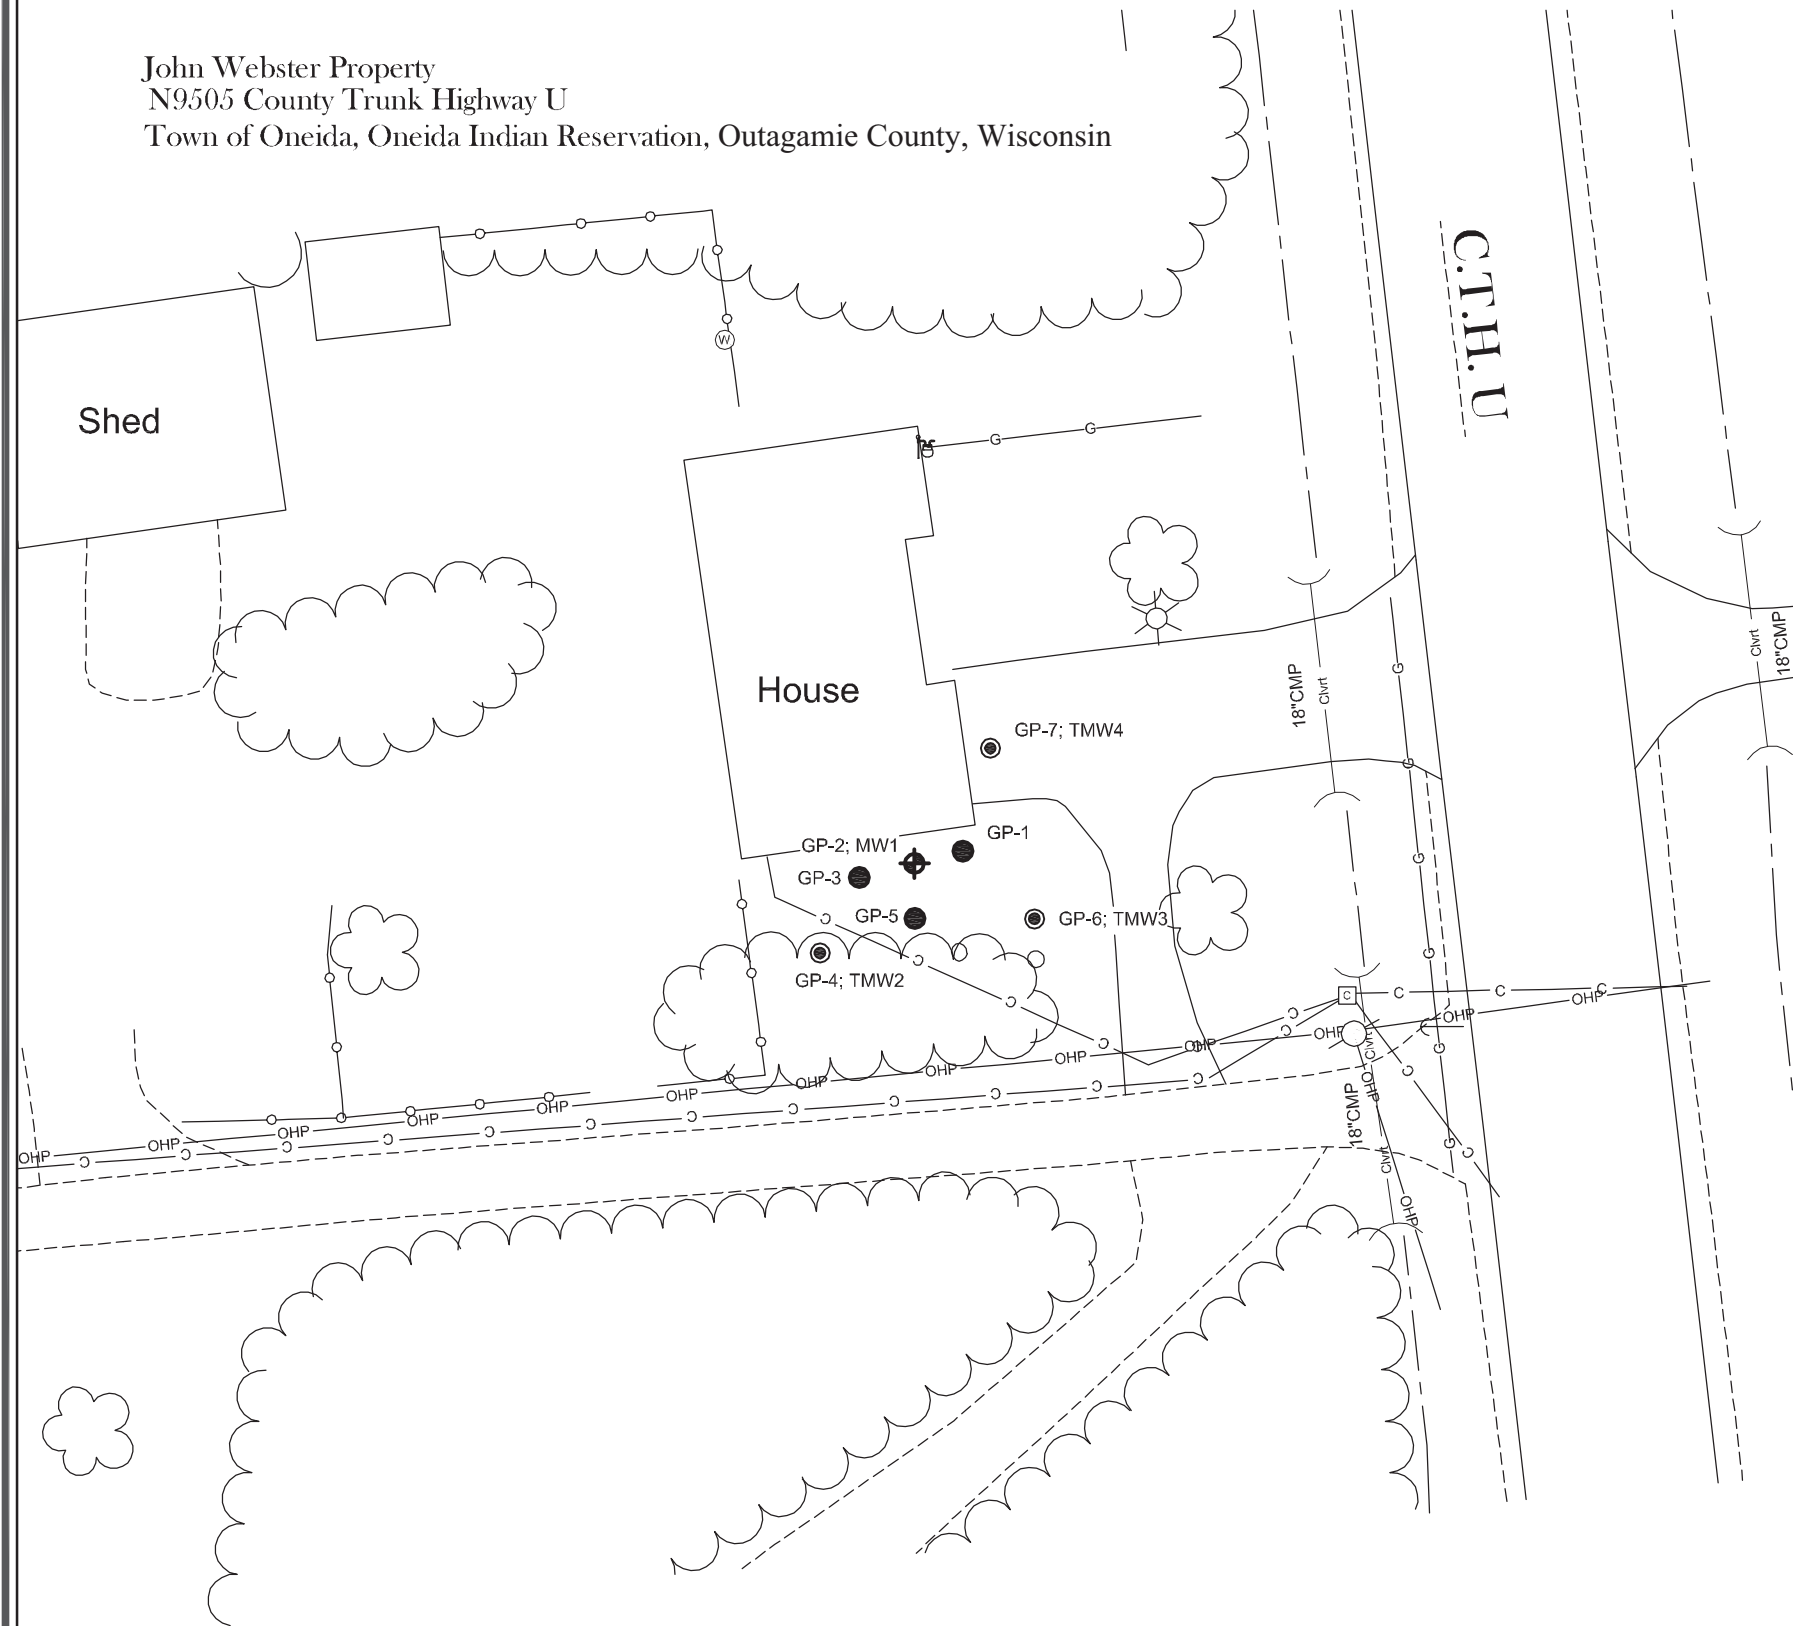 John Webster Property
N9505 County Trunk Highway U
Town of Oneida, Oneida Indian Reservation, Outagamie County, Wisconsin
C.T.H. U
W
Shed
G G G
House
18"CMP
Clvrt
Clvrt
18"CMP
G
G
G
G
G
G
GP-7; TMW4
GP-1
GP-2; MW1
GP-3
GP-5
GP-6; TMW3
GP-4; TMW2
C C C C
C C C C
C C C
OHP OHP OHP OHP OHP OHP OHP OHP OHP OHP OHP OHP OHP
C C C C C C C C C C C C
C C
Clvrt
OHP
18"CMP
Clvrt
OHP